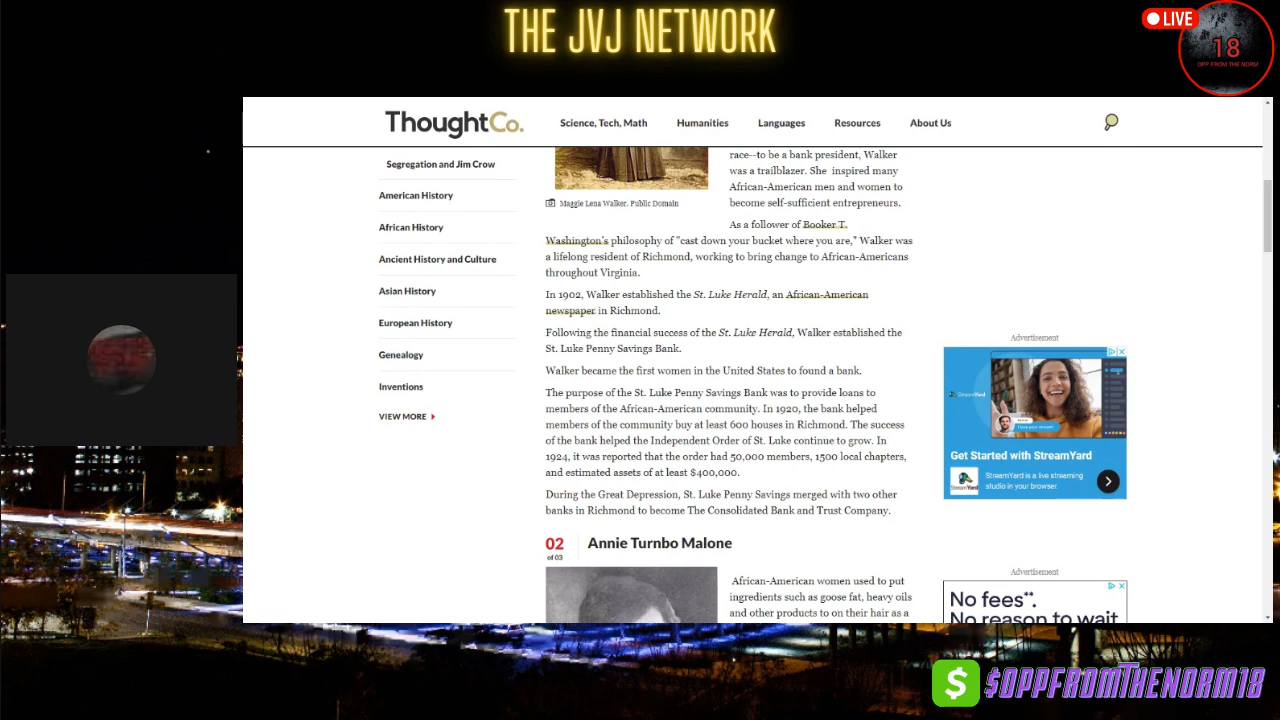 THE JVJ NETWORK
LIVE
18
OPP FROM THE NORM
ThoughtCo.
Science, Tech, Math
Humanities
Languages
Resources
About Us
Segregation and Jim Crow
American History
African History
Ancient History and Culture
Asian History
European History
Genealogy
Inventions
VIEW MORE
Maggie Lena Walker. Public Domain
race--to be a bank president, Walker
was a trailblazer. She inspired many
African-American men and women to
become self-sufficient entrepreneurs.
As a follower of Booker T.
Washington's philosophy of "cast down your bucket where you are," Walker was
a lifelong resident of Richmond, working to bring change to African-Americans
throughout Virginia.
In 1902, Walker established the St. Luke Herald, an African-American
newspaper in Richmond.
Following the financial success of the St. Luke Herald, Walker established the
St. Luke Penny Savings Bank.
Walker became the first women in the United States to found a bank.
The purpose of the St. Luke Penny Savings Bank was to provide loans to
members of the African-American community. In 1920, the bank helped
members of the community buy at least 600 houses in Richmond. The success
of the bank helped the Independent Order of St. Luke continue to grow. In
1924, it was reported that the order had 50,000 members, 1500 local chapters,
and estimated assets of at least $400,000.
During the Great Depression, St. Luke Penny Savings merged with two other
banks in Richmond to become The Consolidated Bank and Trust Company.
02
of 03
Annie Turnbo Malone
African-American women used to put
ingredients such as goose fat, heavy oils
and other products to on their hair as a
Advertisement
StreamYard
Get Started with StreamYard
StreamYard
StreamYard is a live streaming
studio in your browser.
Advertisement
No fees**.
No reason to wait
$OPPFROMTHENORM18